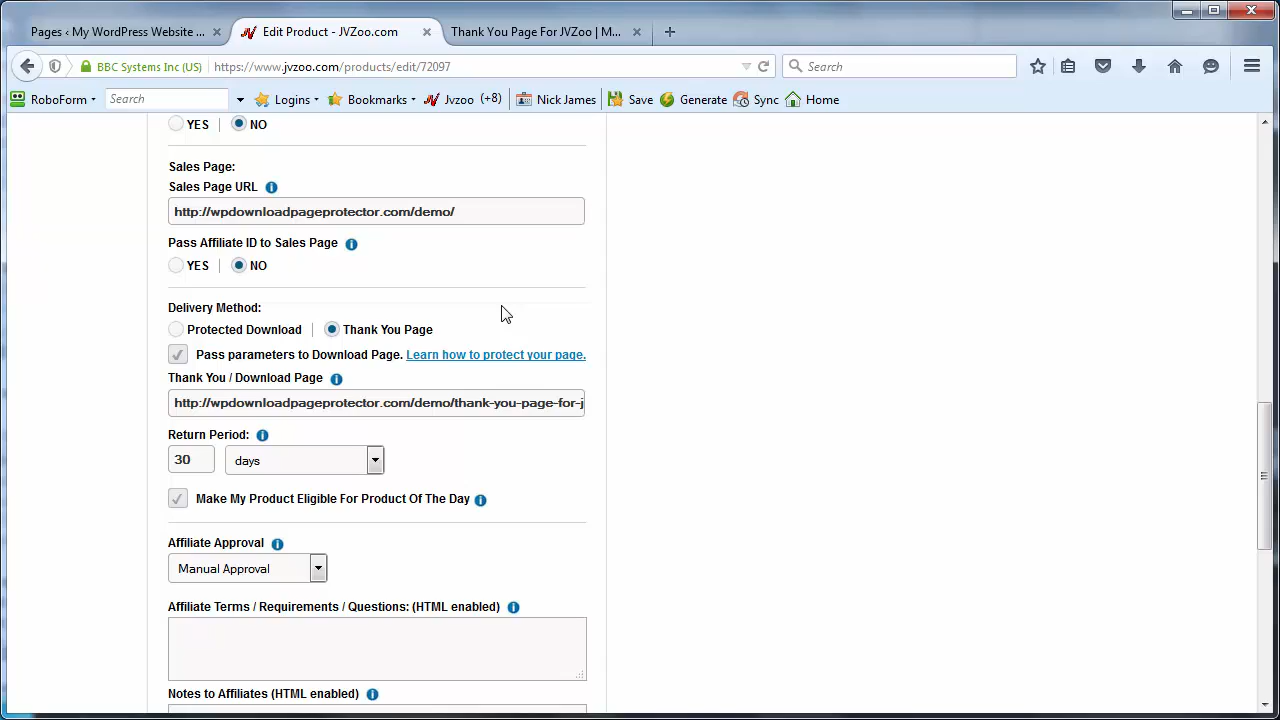 Pages ‹ My WordPress Website ...
Edit Product - JVZoo.com
Thank You Page For JVZoo | M...
BBC Systems Inc (US)
https://www.jvzoo.com/products/edit/72097
Search
RoboForm
Search
Logins
Bookmarks
Jvzoo (+8)
Nick James
Save
Generate
Sync
Home
YES | NO
Sales Page:
Sales Page URL
http://wpdownloadpageprotector.com/demo/
Pass Affiliate ID to Sales Page
YES | NO
Delivery Method:
Protected Download | Thank You Page
Pass parameters to Download Page. Learn how to protect your page.
Thank You / Download Page
http://wpdownloadpageprotector.com/demo/thank-you-page-for-j
Return Period:
30 days
Make My Product Eligible For Product Of The Day
Affiliate Approval
Manual Approval
Affiliate Terms / Requirements / Questions: (HTML enabled)
Notes to Affiliates (HTML enabled)